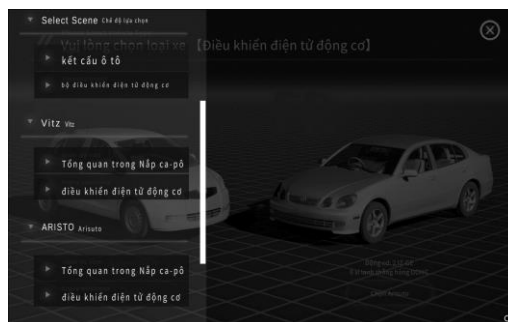 Select Scene Chế độ lựa chọn
Vui lòng chọn loại xe 【Điều khiển điện tử động cơ】
kết cấu ô tô
bộ điều khiển điện tử động cơ
Vitz Vitz
Tổng quan trong Nắp ca-pô
điều khiển điện tử động cơ
ARISTO Arisuto
Tổng quan trong Nắp ca-pô
điều khiển điện tử động cơ